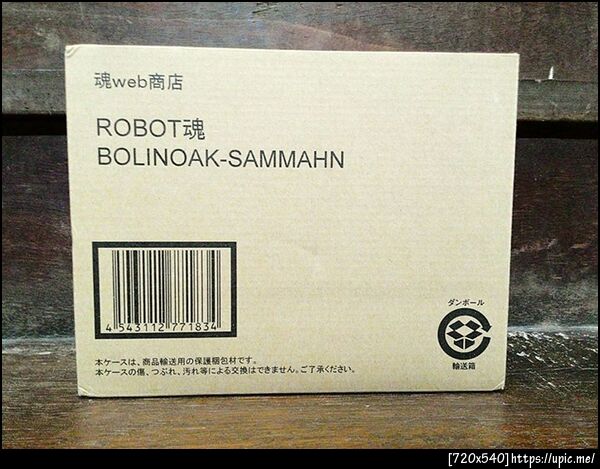 魂web商店
ROBOT魂
BOLINOAK-SAMMAHN
4 543112 771834
ダンボール
輸送箱
本ケースは、商品輸送用の保護梱包材です。
本ケースの傷、つぶれ、汚れ等による交換はできません。ご了承ください。
[720x540]https://upic.me/